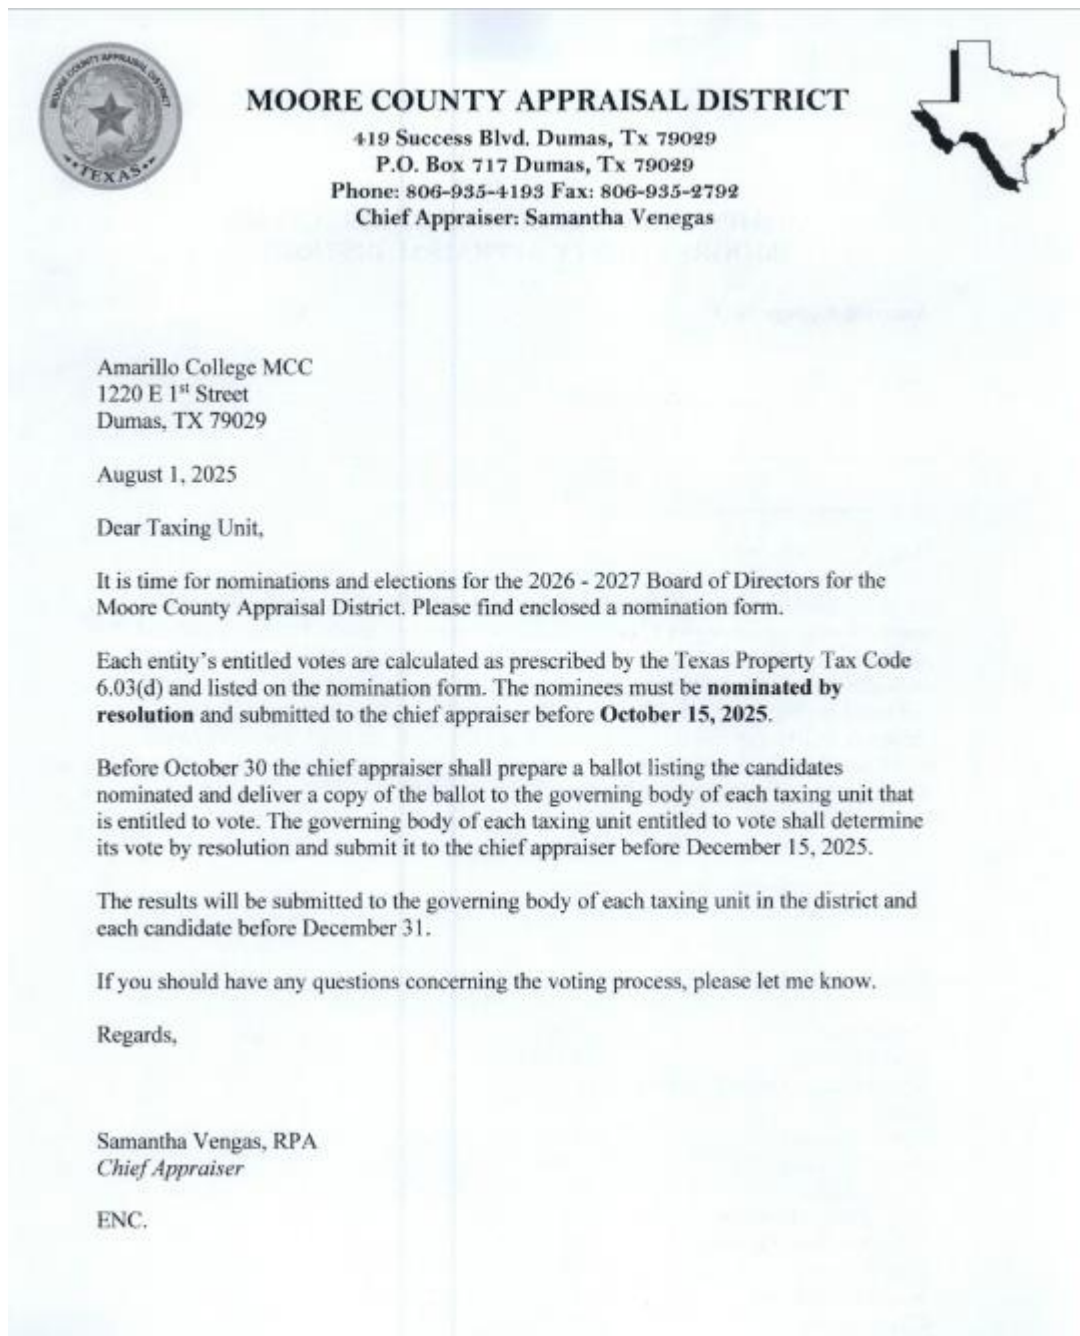 MOORE COUNTY APPRAISAL DISTRICT
TEXAS
MOORE COUNTY APPRAISAL DISTRICT
419 Success Blvd. Dumas, Tx 79029
P.O. Box 717 Dumas, Tx 79029
Phone: 806-935-4193 Fax: 806-935-2792
Chief Appraiser: Samantha Venegas
Amarillo College MCC
1220 E 1st Street
Dumas, TX 79029
August 1, 2025
Dear Taxing Unit,
It is time for nominations and elections for the 2026 - 2027 Board of Directors for the
Moore County Appraisal District. Please find enclosed a nomination form.
Each entity's entitled votes are calculated as prescribed by the Texas Property Tax Code
6.03(d) and listed on the nomination form. The nominees must be nominated by
resolution and submitted to the chief appraiser before October 15, 2025.
Before October 30 the chief appraiser shall prepare a ballot listing the candidates
nominated and deliver a copy of the ballot to the governing body of each taxing unit that
is entitled to vote. The governing body of each taxing unit entitled to vote shall determine
its vote by resolution and submit it to the chief appraiser before December 15, 2025.
The results will be submitted to the governing body of each taxing unit in the district and
each candidate before December 31.
If you should have any questions concerning the voting process, please let me know.
Regards,
Samantha Vengas, RPA
Chief Appraiser
ENC.